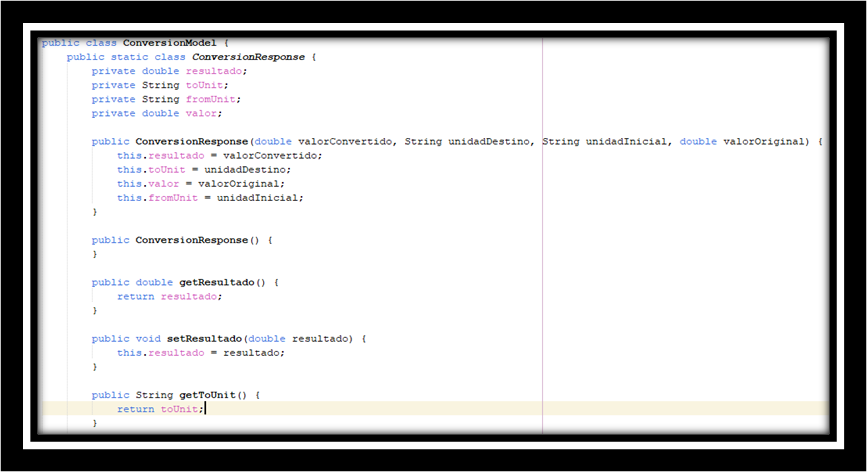 public class ConversionModel {
public static class ConversionResponse {
private double resultado;
private String toUnit;
private String fromUnit;
private double valor;
public ConversionResponse(double valorConvertido, String unidadDestino, String unidadInicial, double valorOriginal) {
this.resultado = valorConvertido;
this.toUnit = unidadDestino;
this.valor = valorOriginal;
this.fromUnit = unidadInicial;
}
public ConversionResponse() {
}
public double getResultado() {
return resultado;
}
public void setResultado(double resultado) {
this.resultado = resultado;
}
public String getToUnit() {
return toUnit;
}